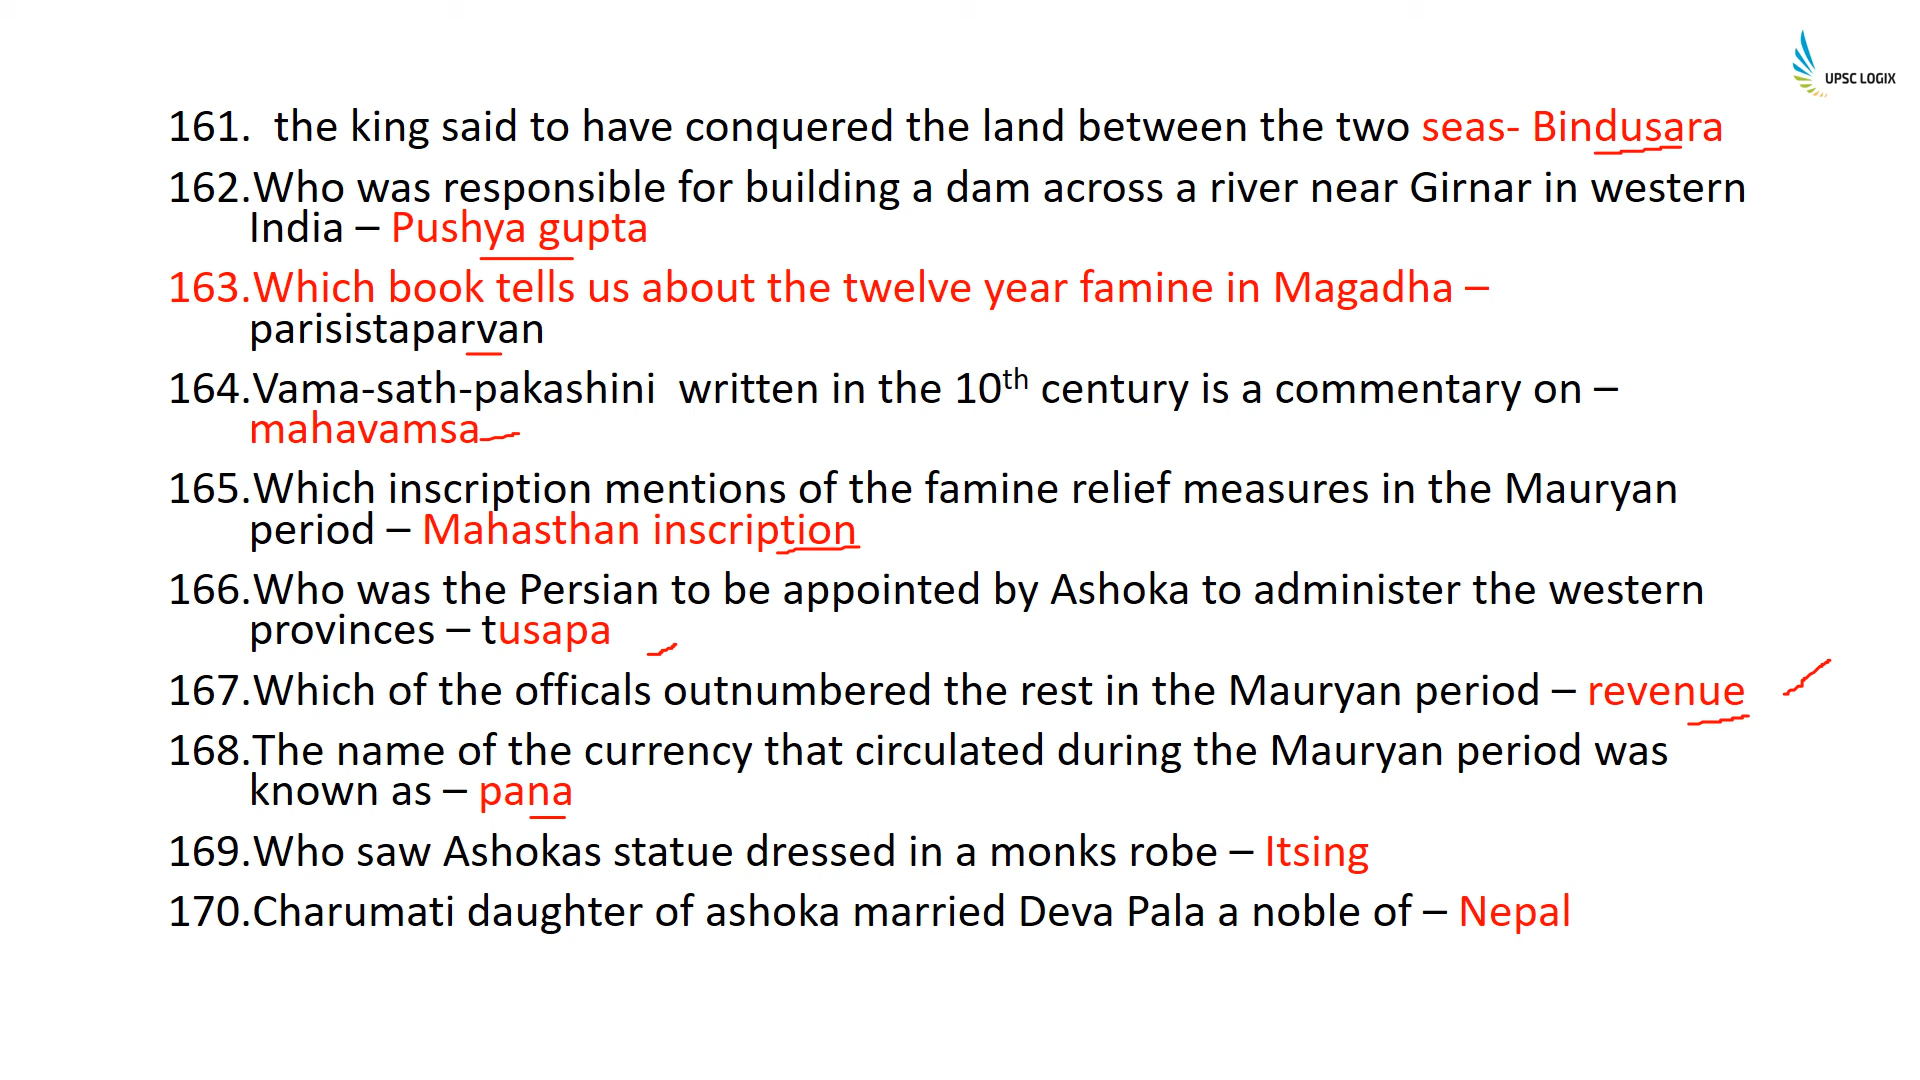 UPSC LOGIX
161.  the king said to have conquered the land between the two seas- Bindusara
162.Who was responsible for building a dam across a river near Girnar in western
India – Pushya gupta
163.Which book tells us about the twelve year famine in Magadha –
parisistaparvan
164.Vama-sath-pakashini  written in the 10th century is a commentary on –
mahavamsa
165.Which inscription mentions of the famine relief measures in the Mauryan
period – Mahasthan inscription
166.Who was the Persian to be appointed by Ashoka to administer the western
provinces – tusapa
167.Which of the officals outnumbered the rest in the Mauryan period – revenue
168.The name of the currency that circulated during the Mauryan period was
known as – pana
169.Who saw Ashokas statue dressed in a monks robe – Itsing
170.Charumati daughter of ashoka married Deva Pala a noble of – Nepal